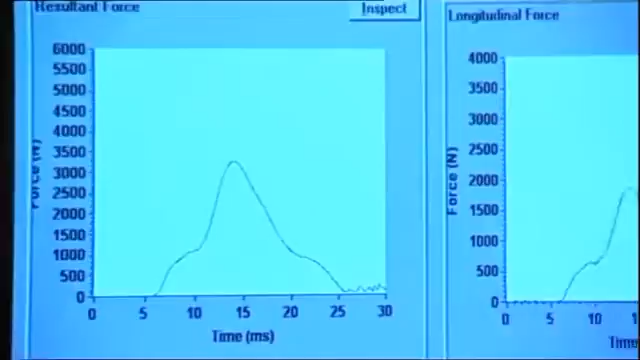 Resultant Force
Inspect
6000
5500
5000
4500
4000
3500
3000
2500
2000
1500
1000
500
0
Force (N)
0 5 10 15 20 25 30
Time (ms)
Longitudinal Force
4000
3500
3000
2500
2000
1500
1000
500
0
Force (N)
0 5 10 15
Time